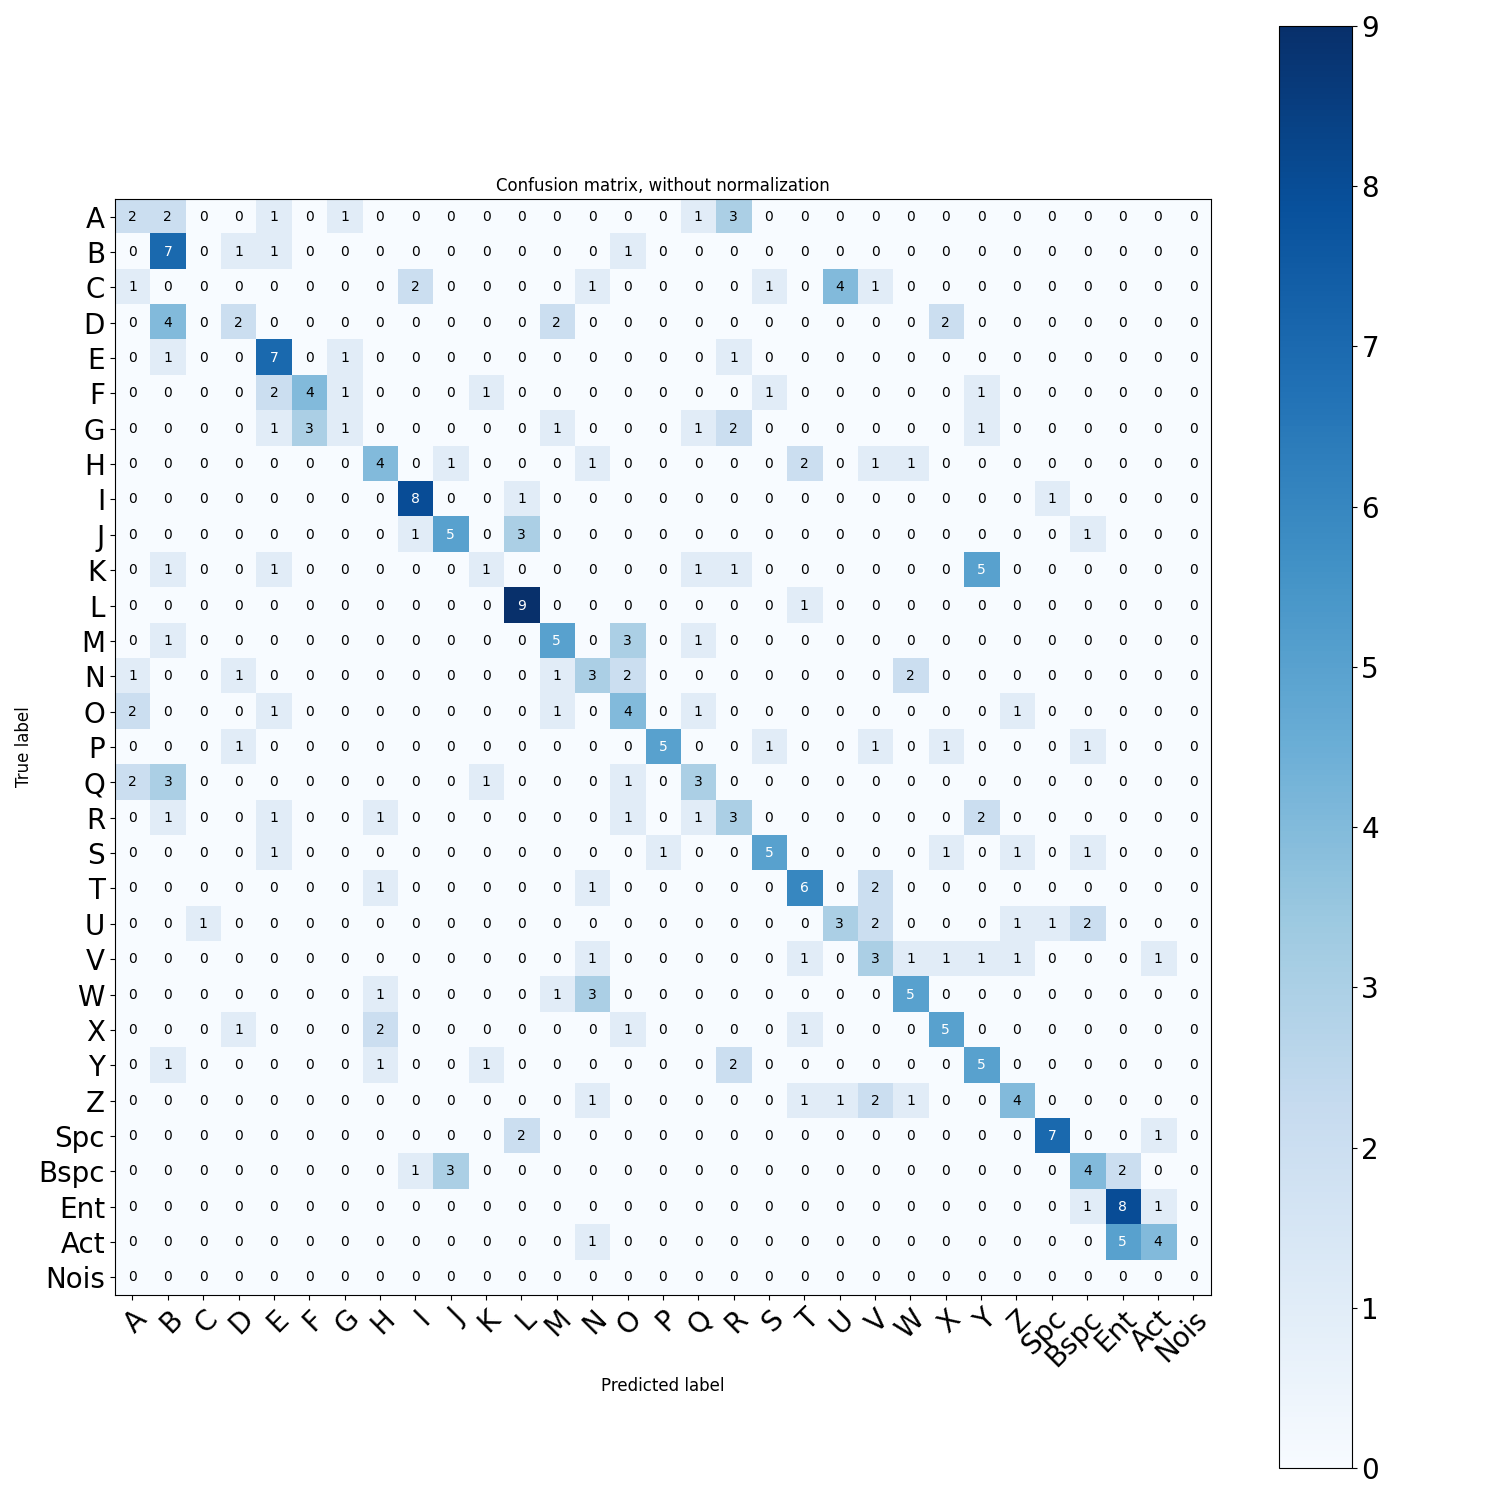 Confusion matrix, without normalization
A 2 2 0 0 1 0 1 0 0 0 0 0 0 0 0 0 1 3 0 0 0 0 0 0 0 0 0 0 0 0 0
B 0 7 0 1 1 0 0 0 0 0 0 0 0 0 1 0 0 0 0 0 0 0 0 0 0 0 0 0 0 0 0
C 1 0 0 0 0 0 0 0 2 0 0 0 0 1 0 0 0 0 1 0 4 1 0 0 0 0 0 0 0 0 0
D 0 4 0 2 0 0 0 0 0 0 0 0 2 0 0 0 0 0 0 0 0 0 0 2 0 0 0 0 0 0 0
E 0 1 0 0 7 0 1 0 0 0 0 0 0 0 0 0 0 1 0 0 0 0 0 0 0 0 0 0 0 0 0
F 0 0 0 0 2 4 1 0 0 0 1 0 0 0 0 0 0 0 1 0 0 0 0 0 1 0 0 0 0 0 0
G 0 0 0 0 1 3 1 0 0 0 0 0 1 0 0 0 1 2 0 0 0 0 0 0 1 0 0 0 0 0 0
H 0 0 0 0 0 0 0 4 0 1 0 0 0 1 0 0 0 0 0 2 0 1 1 0 0 0 0 0 0 0 0
I 0 0 0 0 0 0 0 0 8 0 0 1 0 0 0 0 0 0 0 0 0 0 0 0 0 0 1 0 0 0 0
J 0 0 0 0 0 0 0 0 1 5 0 3 0 0 0 0 0 0 0 0 0 0 0 0 0 0 0 1 0 0 0
K 0 1 0 0 1 0 0 0 0 0 1 0 0 0 0 0 1 1 0 0 0 0 0 0 5 0 0 0 0 0 0
L 0 0 0 0 0 0 0 0 0 0 0 9 0 0 0 0 0 0 0 1 0 0 0 0 0 0 0 0 0 0 0
M 0 1 0 0 0 0 0 0 0 0 0 0 5 0 3 0 1 0 0 0 0 0 0 0 0 0 0 0 0 0 0
N 1 0 0 1 0 0 0 0 0 0 0 0 1 3 2 0 0 0 0 0 0 0 2 0 0 0 0 0 0 0 0
O 2 0 0 0 1 0 0 0 0 0 0 0 1 0 4 0 1 0 0 0 0 0 0 0 0 1 0 0 0 0 0
P 0 0 0 1 0 0 0 0 0 0 0 0 0 0 0 5 0 0 1 0 0 1 0 1 0 0 0 1 0 0 0
Q 2 3 0 0 0 0 0 0 0 0 1 0 0 0 1 0 3 0 0 0 0 0 0 0 0 0 0 0 0 0 0
R 0 1 0 0 1 0 0 1 0 0 0 0 0 0 1 0 1 3 0 0 0 0 0 0 2 0 0 0 0 0 0
S 0 0 0 0 1 0 0 0 0 0 0 0 0 0 0 1 0 0 5 0 0 0 0 1 0 1 0 1 0 0 0
T 0 0 0 0 0 0 0 1 0 0 0 0 0 1 0 0 0 0 0 6 0 2 0 0 0 0 0 0 0 0 0
U 0 0 1 0 0 0 0 0 0 0 0 0 0 0 0 0 0 0 0 0 3 2 0 0 0 1 1 2 0 0 0
V 0 0 0 0 0 0 0 0 0 0 0 0 0 1 0 0 0 0 0 1 0 3 1 1 1 1 0 0 0 1 0
W 0 0 0 0 0 0 0 1 0 0 0 0 1 3 0 0 0 0 0 0 0 0 5 0 0 0 0 0 0 0 0
X 0 0 0 1 0 0 0 2 0 0 0 0 0 0 1 0 0 0 0 1 0 0 0 5 0 0 0 0 0 0 0
Y 0 1 0 0 0 0 0 1 0 0 1 0 0 0 0 0 0 2 0 0 0 0 0 0 5 0 0 0 0 0 0
Z 0 0 0 0 0 0 0 0 0 0 0 0 0 1 0 0 0 0 0 1 1 2 1 0 0 4 0 0 0 0 0
Spc 0 0 0 0 0 0 0 0 0 0 0 2 0 0 0 0 0 0 0 0 0 0 0 0 0 0 7 0 0 1 0
Bspc 0 0 0 0 0 0 0 0 1 3 0 0 0 0 0 0 0 0 0 0 0 0 0 0 0 0 0 4 2 0 0
Ent 0 0 0 0 0 0 0 0 0 0 0 0 0 0 0 0 0 0 0 0 0 0 0 0 0 0 0 1 8 1 0
Act 0 0 0 0 0 0 0 0 0 0 0 0 0 1 0 0 0 0 0 0 0 0 0 0 0 0 0 0 5 4 0
Nois 0 0 0 0 0 0 0 0 0 0 0 0 0 0 0 0 0 0 0 0 0 0 0 0 0 0 0 0 0 0 0
A B C D E F G H I J K L M N O P Q R S T U V W X Y Z Spc Bspc Ent Act Nois
Predicted label
True label
9
8
7
6
5
4
3
2
1
0